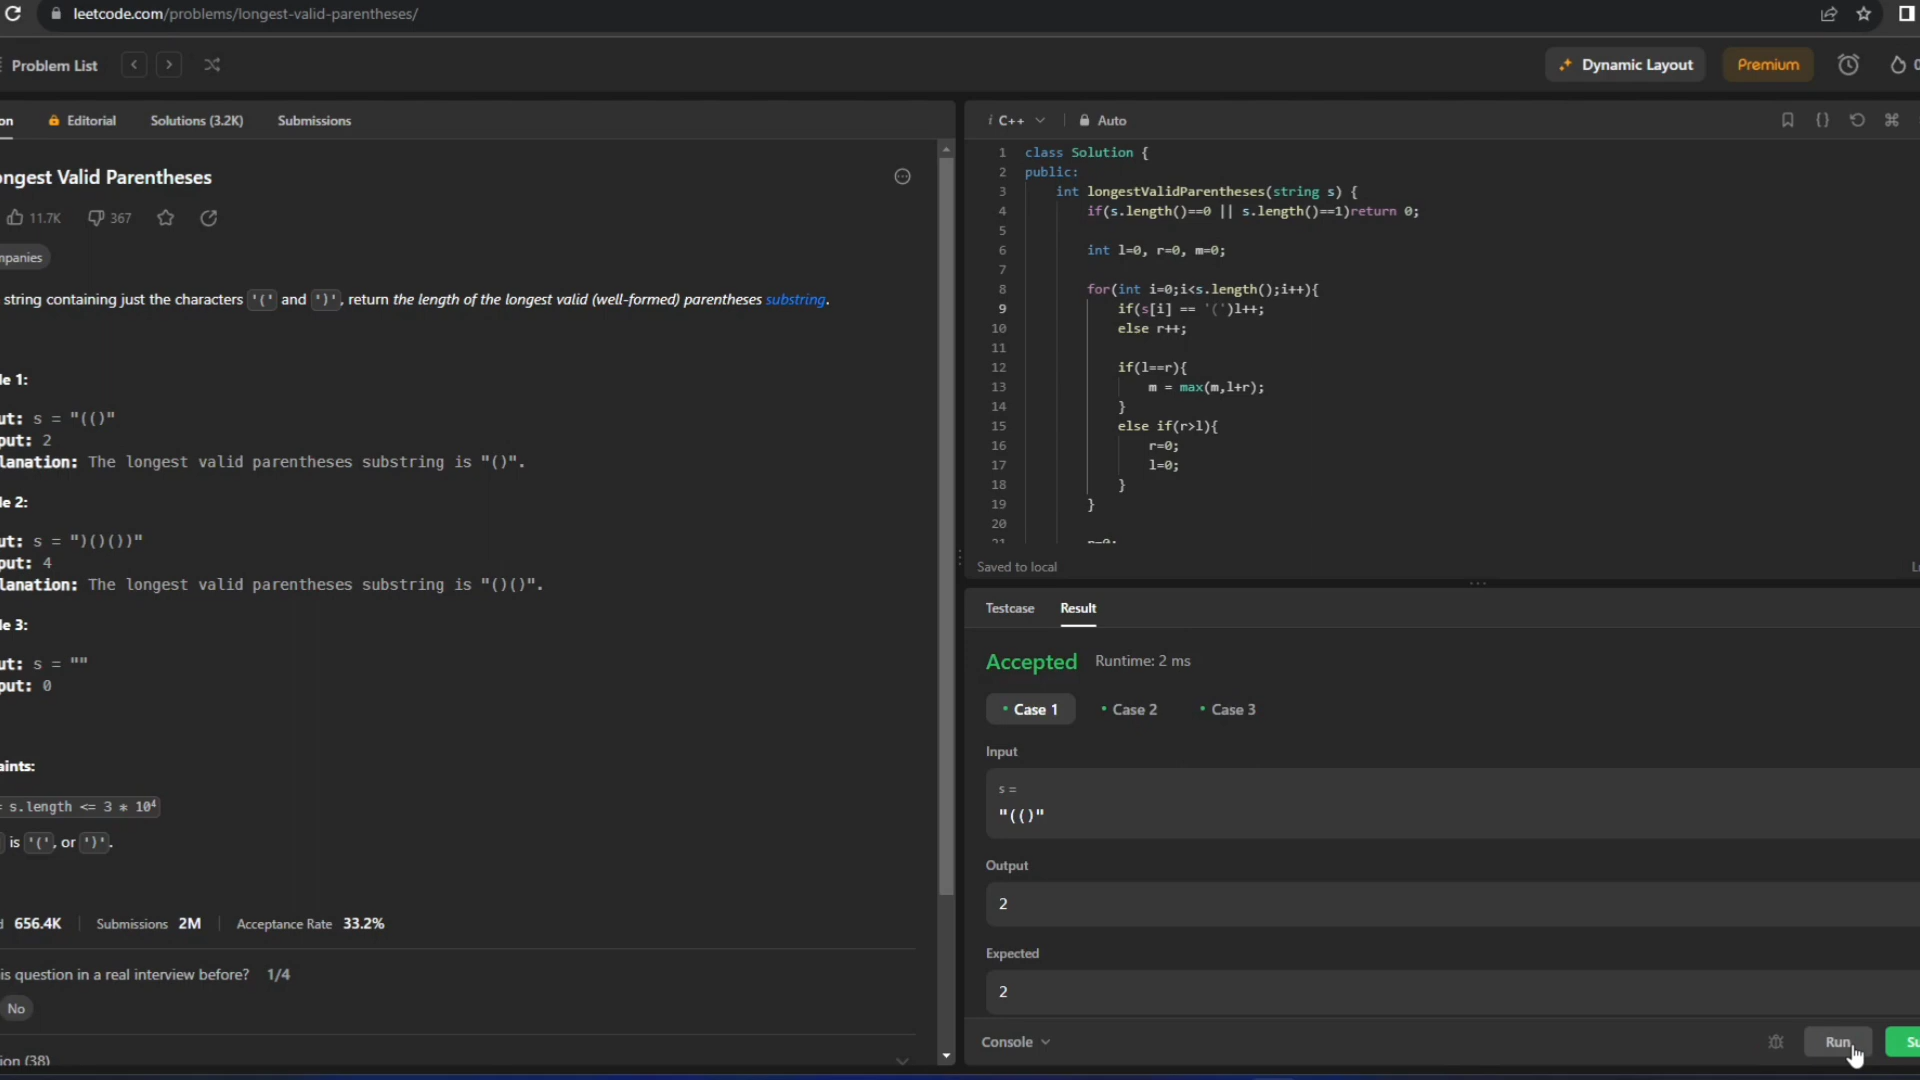 leetcode.com/problems/longest-valid-parentheses/
Problem List
Dynamic Layout
Premium
0
on
Editorial
Solutions (3.2K)
Submissions
ongest Valid Parentheses
11.7K
367
mpanies
string containing just the characters '(' and ')', return the length of the longest valid (well-formed) parentheses substring.
le 1:
ut: s = "(()"
put: 2
lanation: The longest valid parentheses substring is "()".
le 2:
ut: s = ")()())"
put: 4
lanation: The longest valid parentheses substring is "()()".
le 3:
ut: s = ""
put: 0
aints:
= s.length <= 3 * 10⁴
is '(', or ')'.
656.4K
Submissions 2M
Acceptance Rate 33.2%
is question in a real interview before? 1/4
No
ion (38)
i C++
Auto
1 class Solution {
2 public:
3 int longestValidParentheses(string s) {
4 if(s.length()==0 || s.length()==1)return 0;
5
6 int l=0, r=0, m=0;
7
8 for(int i=0;i<s.length();i++){
9 if(s[i] == '(')l++;
10 else r++;
11
12 if(l==r){
13 m = max(m,l+r);
14 }
15 else if(r>l){
16 r=0;
17 l=0;
18 }
19 }
20
21 r=0;
Saved to local
Testcase
Result
Accepted Runtime: 2 ms
Case 1
Case 2
Case 3
Input
s =
"(()"
Output
2
Expected
2
Console
Run
Su